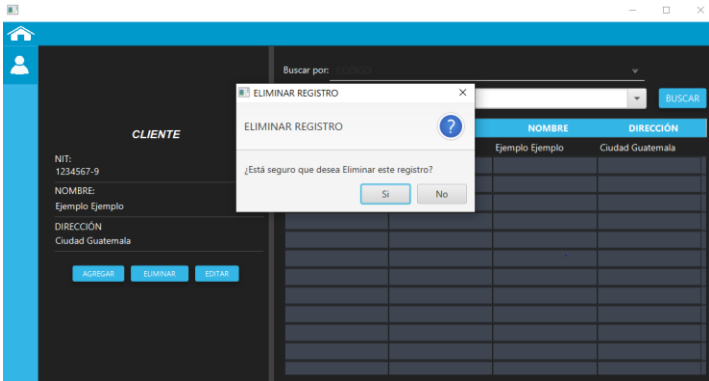 Buscar por:
CODIGO
BUSCAR
CLIENTE
NIT:
1234567-9
NOMBRE:
Ejemplo Ejemplo
DIRECCIÓN
Ciudad Guatemala
AGREGAR ELIMINAR EDITAR
ELIMINAR REGISTRO
ELIMINAR REGISTRO
¿Está seguro que desea Eliminar este registro?
Si No
NOMBRE DIRECCIÓN
Ejemplo Ejemplo Ciudad Guatemala